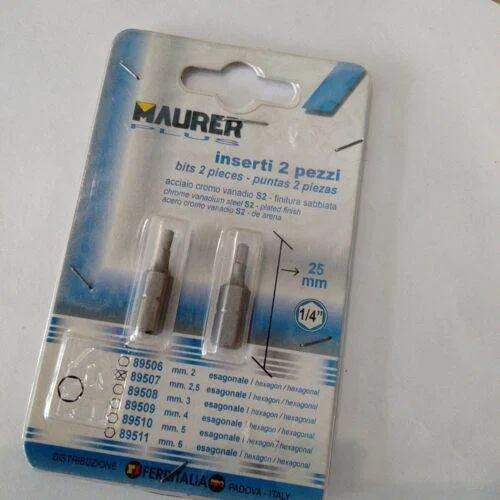 MAURER
PLUS
inserti 2 pezzi
bits 2 pieces - puntas 2 piezas
acciaio cromo vanadio S2 - finitura sabbiata
chrome vanadium steel S2 - plated finish
acero cromo vanadio S2 - de arena
25
mm
1/4"
89506 mm. 2 esagonale / hexagon / hexagonal
89507 mm. 2,5 esagonale / hexagon / hexagonal
89508 mm. 3 esagonale / hexagon / hexagonal
89509 mm. 4 esagonale / hexagon / hexagonal
89510 mm. 5 esagonale / hexagon / hexagonal
89511 mm. 6 esagonale / hexagon / hexagonal
DISTRIBUZIONE FERRITALIA PADOVA - ITALY